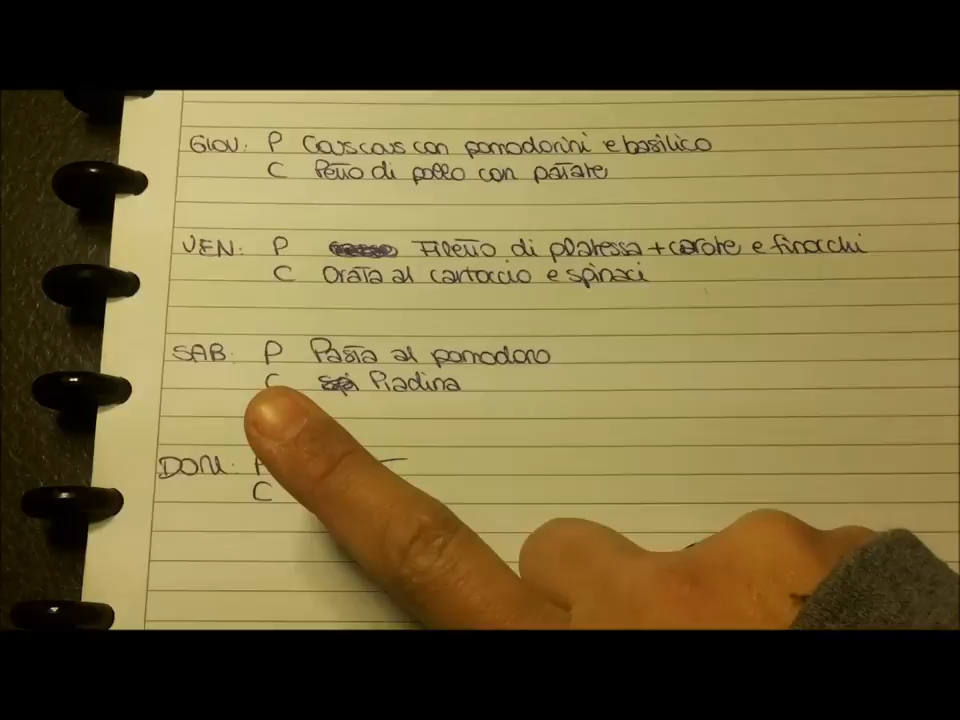 GIOV: P Couscous con pomodorini e basilico
C Petto di pollo con patate
VEN: P Filetto di platessa + carote e finocchi
C Orata al cartoccio e spinaci
SAB: P Pasta al pomodoro
C Piadina
DOM: P
C